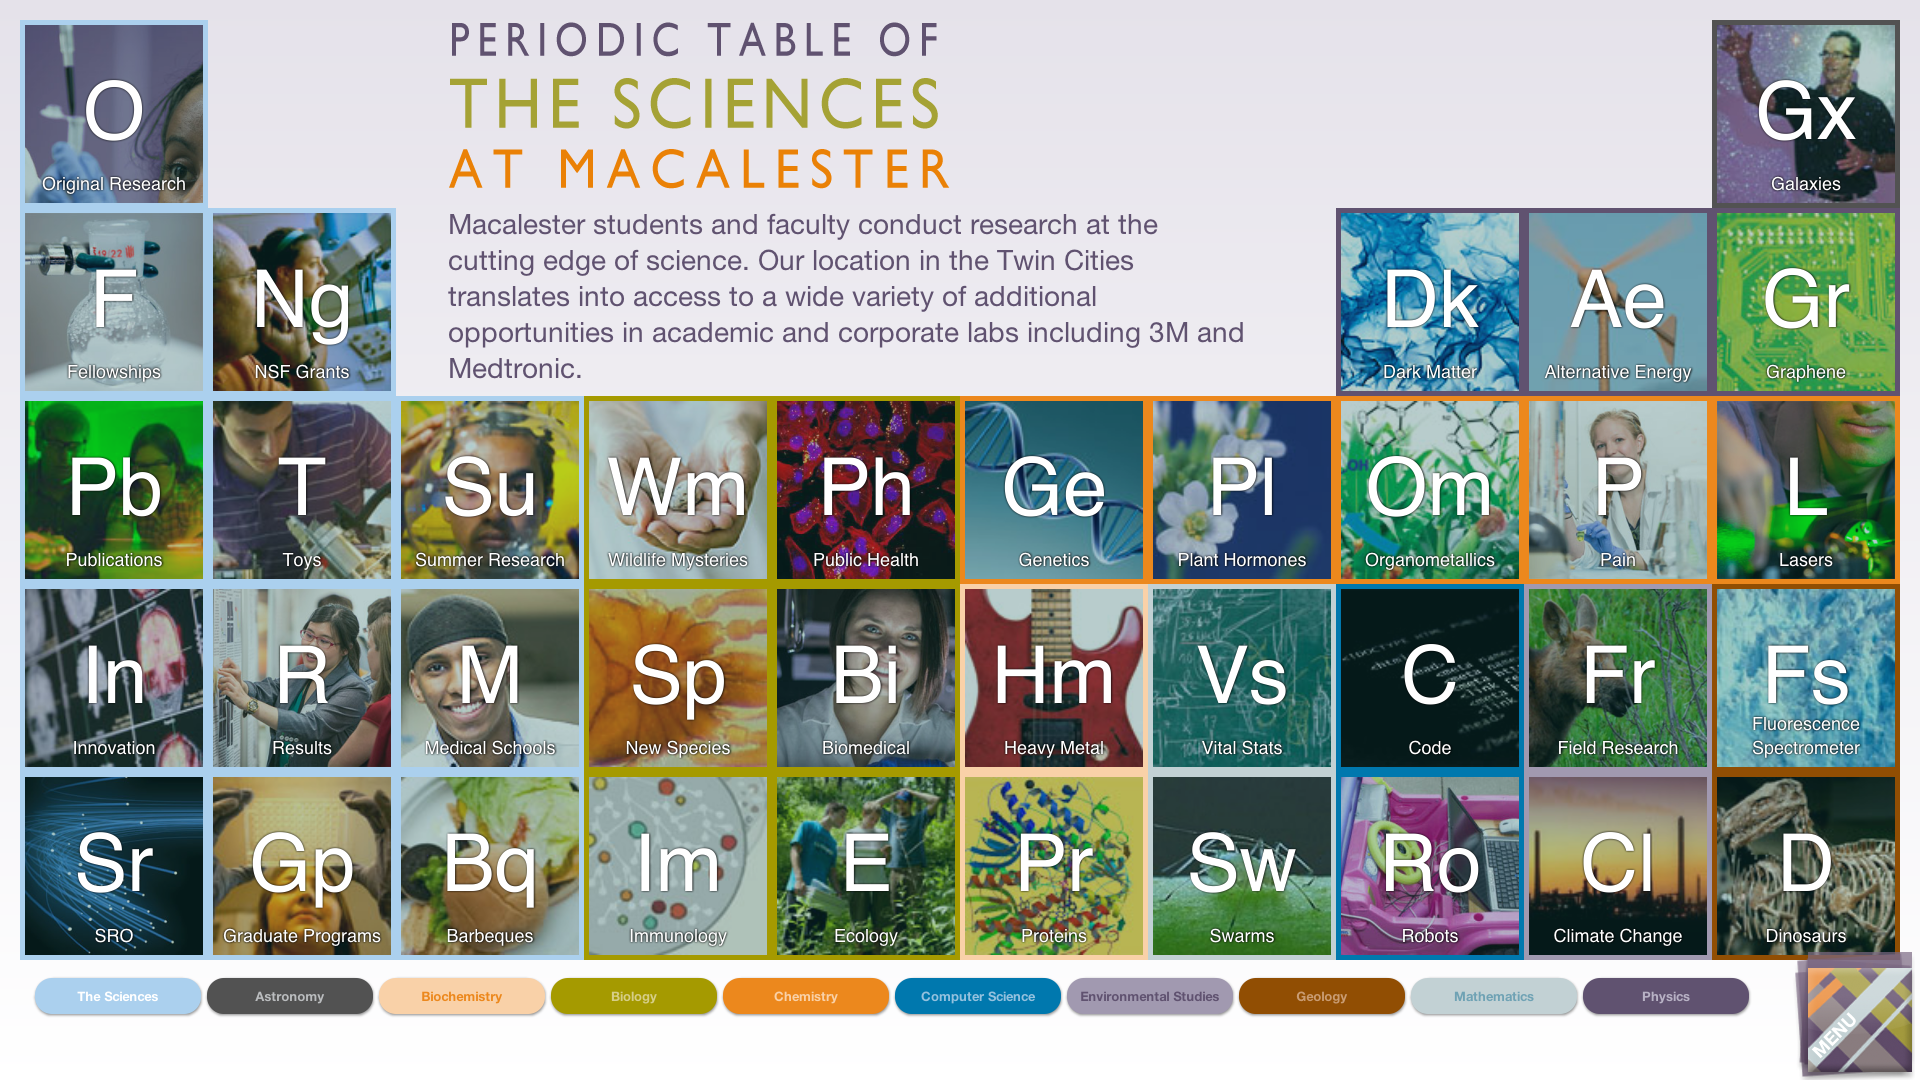 PERIODIC TABLE OF
THE SCIENCES
AT MACALESTER
Macalester students and faculty conduct research at the
cutting edge of science. Our location in the Twin Cities
translates into access to a wide variety of additional
opportunities in academic and corporate labs including 3M and
Medtronic.
O
Original Research
Gx
Galaxies
F
Fellowships
Ng
NSF Grants
Dk
Dark Matter
Ae
Alternative Energy
Gr
Graphene
Pb
Publications
T
Toys
Su
Summer Research
Wm
Wildlife Mysteries
Ph
Public Health
Ge
Genetics
Pl
Plant Hormones
Om
Organometallics
P
Pain
L
Lasers
In
Innovation
R
Results
M
Medical Schools
Sp
New Species
Bi
Biomedical
Hm
Heavy Metal
Vs
Vital Stats
C
Code
Fr
Field Research
Fs
Fluorescence
Spectrometer
Sr
SRO
Gp
Graduate Programs
Bq
Barbeques
Im
Immunology
E
Ecology
Pr
Proteins
Sw
Swarms
Ro
Robots
Cl
Climate Change
D
Dinosaurs
The Sciences
Astronomy
Biochemistry
Biology
Chemistry
Computer Science
Environmental Studies
Geology
Mathematics
Physics
MENU